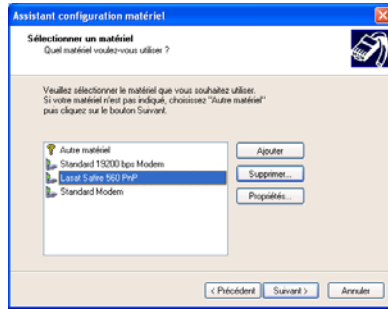 Assistant configuration matériel
Sélectionner un matériel
Quel matériel voulez-vous utiliser ?
Veuillez sélectionner le matériel que vous souhaitez utiliser.
Si votre matériel n'est pas indiqué, choisissez "Autre matériel"
puis cliquez sur le bouton Suivant.
Autre matériel
Standard 19200 bps Modem
Lasat Safire 560 PnP
Standard Modem
Ajouter
Supprimer...
Propriétés...
< Précédent
Suivant >
Annuler